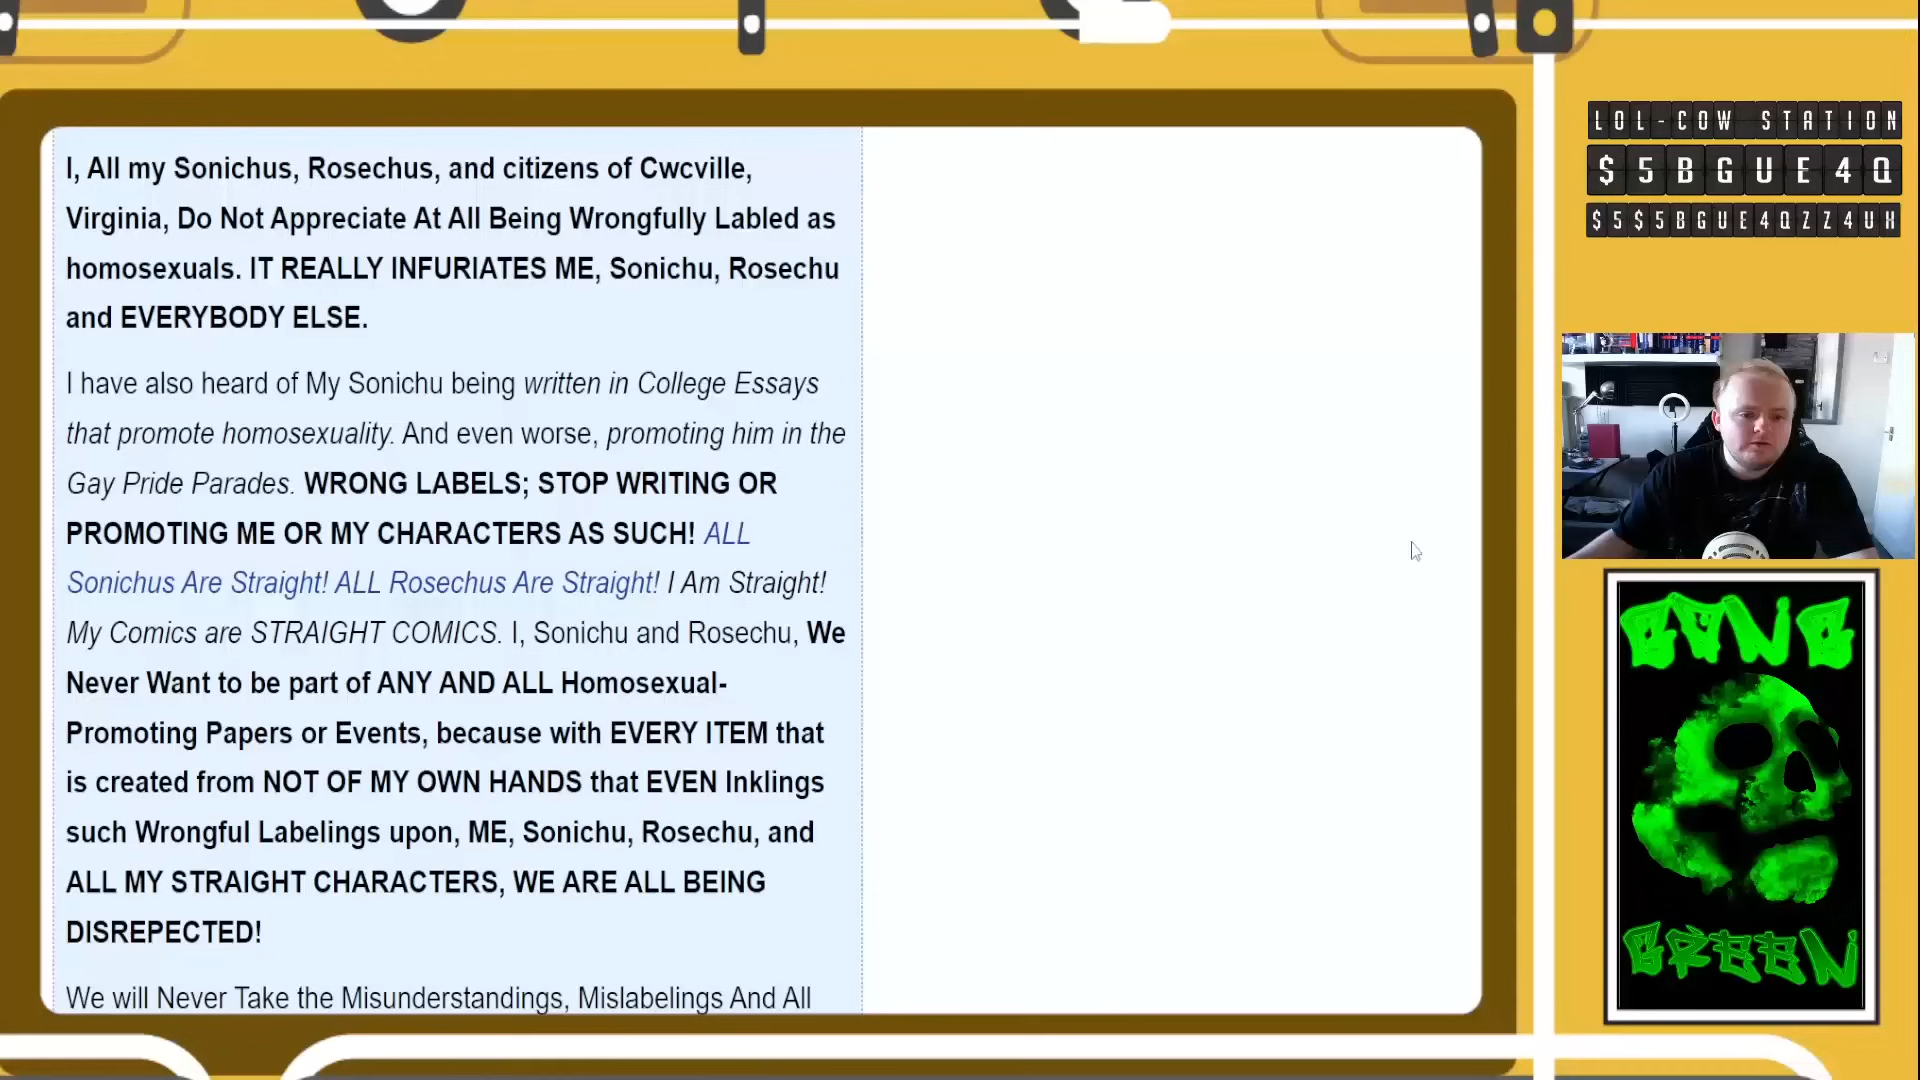 I, All my Sonichus, Rosechus, and citizens of Cwcville,
Virginia, Do Not Appreciate At All Being Wrongfully Labled as
homosexuals. IT REALLY INFURIATES ME, Sonichu, Rosechu
and EVERYBODY ELSE.
I have also heard of My Sonichu being written in College Essays
that promote homosexuality. And even worse, promoting him in the
Gay Pride Parades. WRONG LABELS; STOP WRITING OR
PROMOTING ME OR MY CHARACTERS AS SUCH! ALL
Sonichus Are Straight! ALL Rosechus Are Straight! I Am Straight!
My Comics are STRAIGHT COMICS. I, Sonichu and Rosechu, We
Never Want to be part of ANY AND ALL Homosexual-
Promoting Papers or Events, because with EVERY ITEM that
is created from NOT OF MY OWN HANDS that EVEN Inklings
such Wrongful Labelings upon, ME, Sonichu, Rosechu, and
ALL MY STRAIGHT CHARACTERS, WE ARE ALL BEING
DISREPECTED!
We will Never Take the Misunderstandings, Mislabelings And All
LOL-COW STATION
$5BGUE4Q
$5$5BGUE4QZZ4UX
GREEN